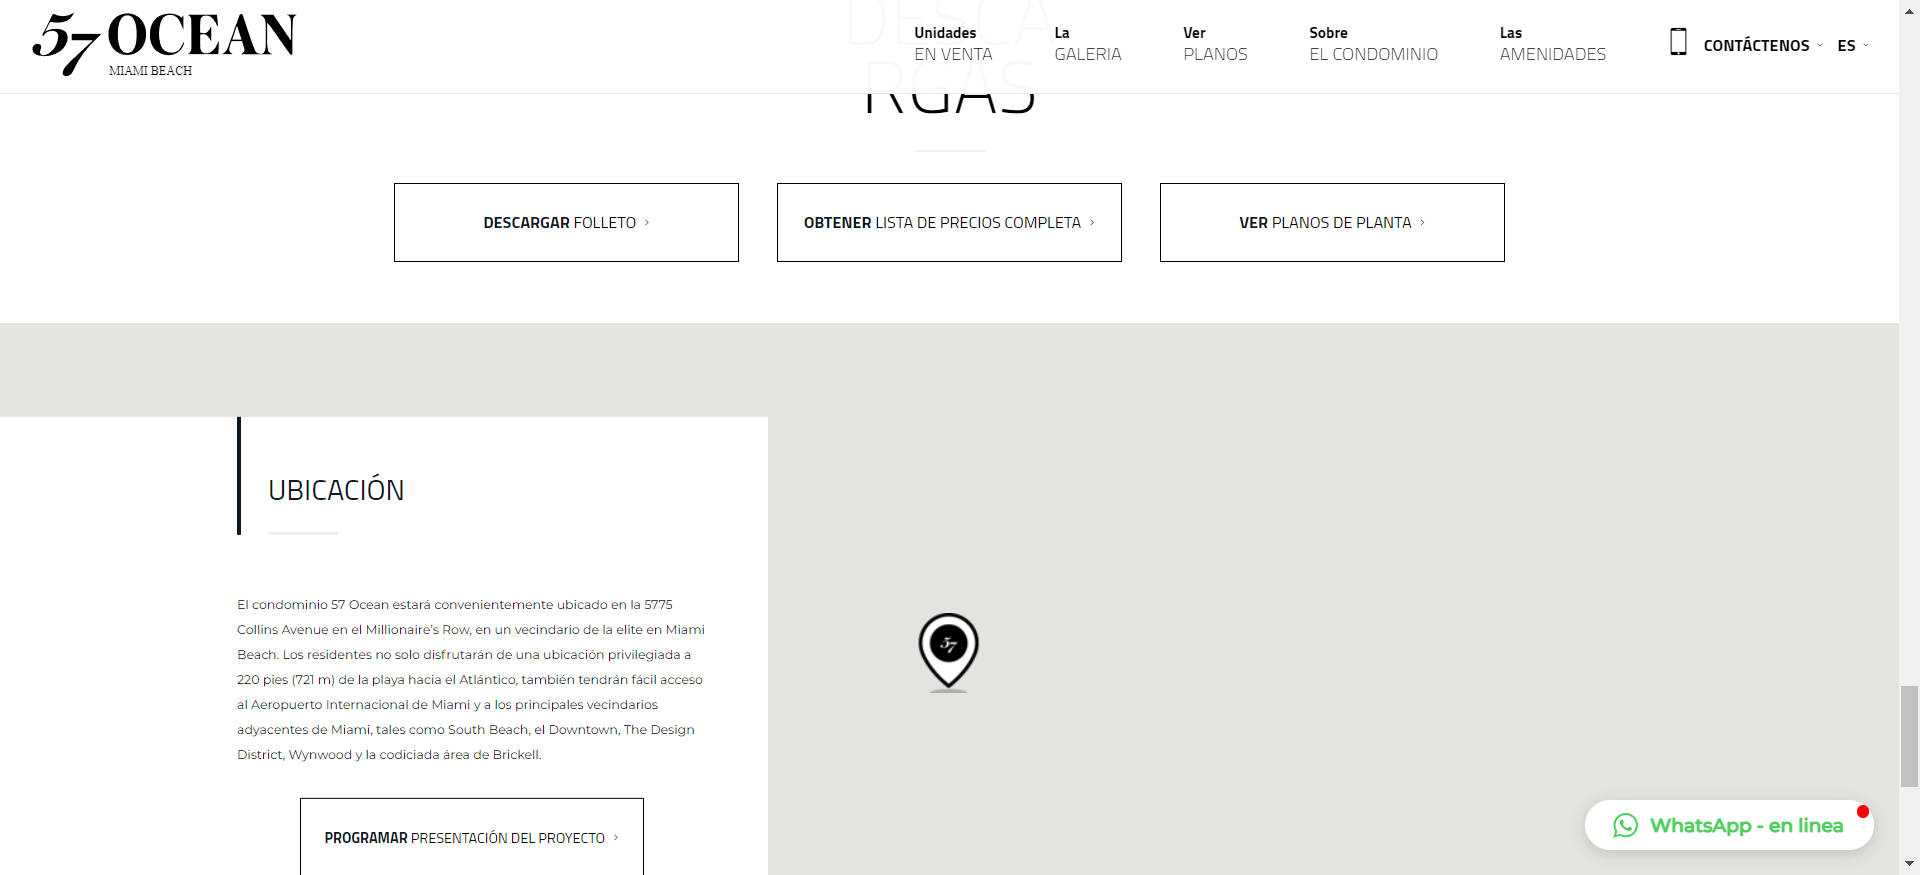 57 OCEAN
MIAMI BEACH
Unidades
EN VENTA
La
GALERIA
Ver
PLANOS
Sobre
EL CONDOMINIO
Las
AMENIDADES
CONTÁCTENOS
ES
DESCA
RGAS
DESCARGAR FOLLETO
OBTENER LISTA DE PRECIOS COMPLETA
VER PLANOS DE PLANTA
UBICACIÓN
El condominio 57 Ocean estará convenientemente ubicado en la 5775
Collins Avenue en el Millionaire’s Row, en un vecindario de la elite en Miami
Beach. Los residentes no solo disfrutarán de una ubicación privilegiada a
220 pies (721 m) de la playa hacia el Atlántico, también tendrán fácil acceso
al Aeropuerto Internacional de Miami y a los principales vecindarios
adyacentes de Miami, tales como South Beach, el Downtown, The Design
District, Wynwood y la codiciada área de Brickell.
57
PROGRAMAR PRESENTACIÓN DEL PROYECTO
WhatsApp - en linea